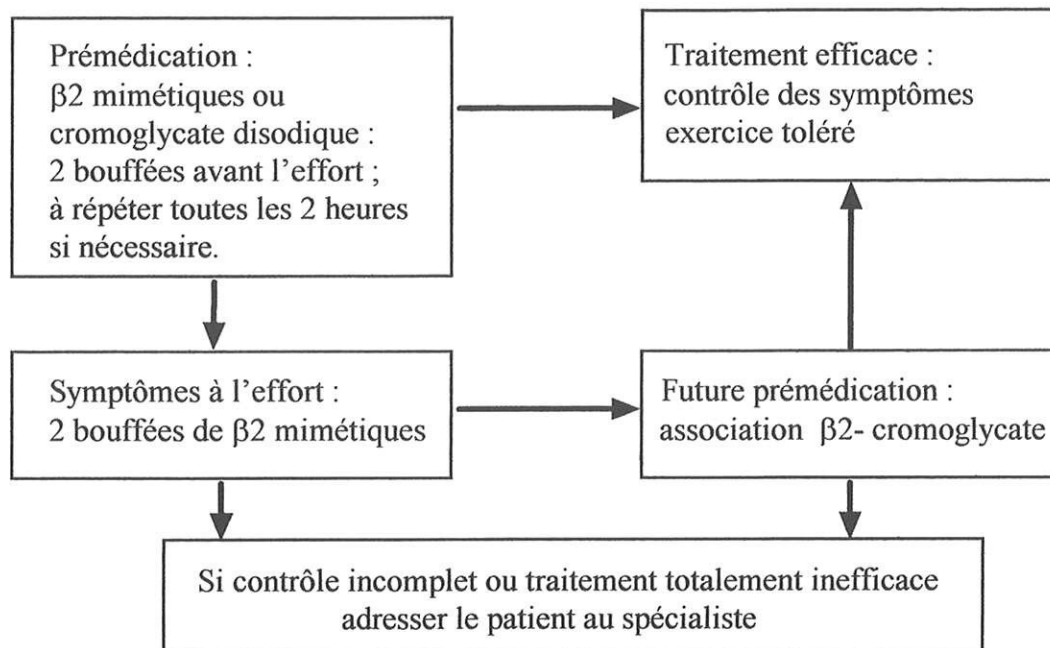 Prémédication :
β2 mimétiques ou
cromoglycate disodique :
2 bouffées avant l'effort ;
à répéter toutes les 2 heures
si nécessaire.
Traitement efficace :
contrôle des symptômes
exercice toléré
Symptômes à l'effort :
2 bouffées de β2 mimétiques
Future prémédication :
association β2- cromoglycate
Si contrôle incomplet ou traitement totalement inefficace
adresser le patient au spécialiste